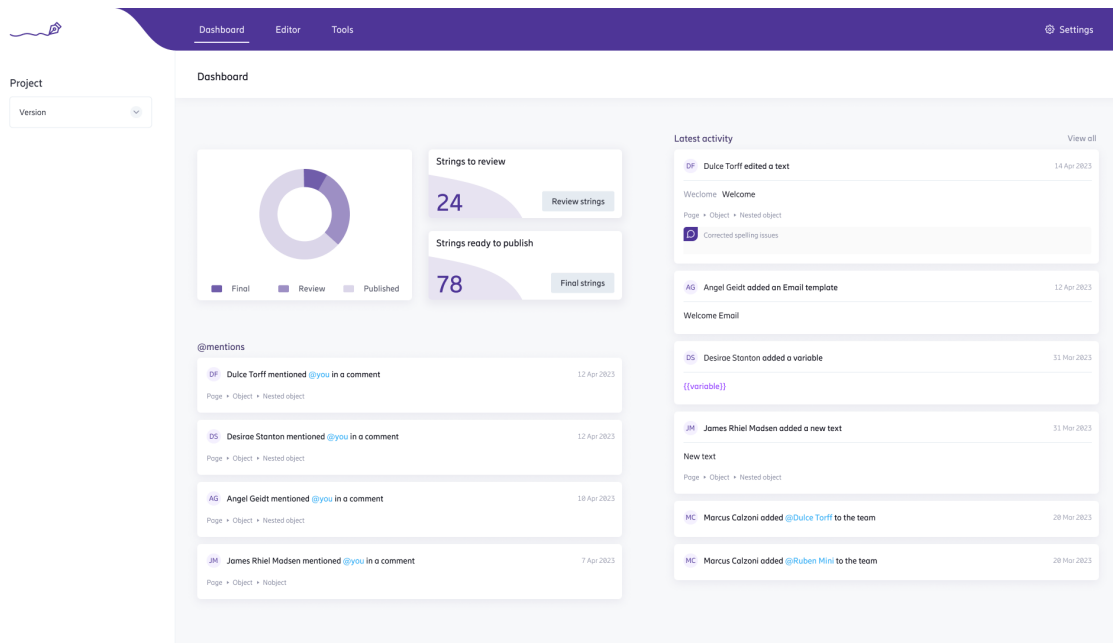 Dashboard
Editor
Tools
Settings
Project
Version
Dashboard
Final
Review
Published
Strings to review
24
Review strings
Strings ready to publish
78
Final strings
@mentions
DF Dulce Torff mentioned @you in a comment 12 Apr 2023
Page • Object • Nested object
DS Desirae Stanton mentioned @you in a comment 12 Apr 2023
Page • Object • Nested object
AG Angel Geidt mentioned @you in a comment 10 Apr 2023
Page • Object • Nested object
JM James Rhiel Madsen mentioned @you in a comment 7 Apr 2023
Page • Object • Nobject
Latest activity View all
DF Dulce Torff edited a text 14 Apr 2023
Weclome Welcome
Page • Object • Nested object
Corrected spelling issues
AG Angel Geidt added an Email template 12 Apr 2023
Welcome Email
DS Desirae Stanton added a variable 31 Mar 2023
{{variable}}
JM James Rhiel Madsen added a new text 31 Mar 2023
New text
Page • Object • Nested object
MC Marcus Calzoni added @Dulce Torff to the team 20 Mar 2023
MC Marcus Calzoni added @Ruben Mini to the team 20 Mar 2023